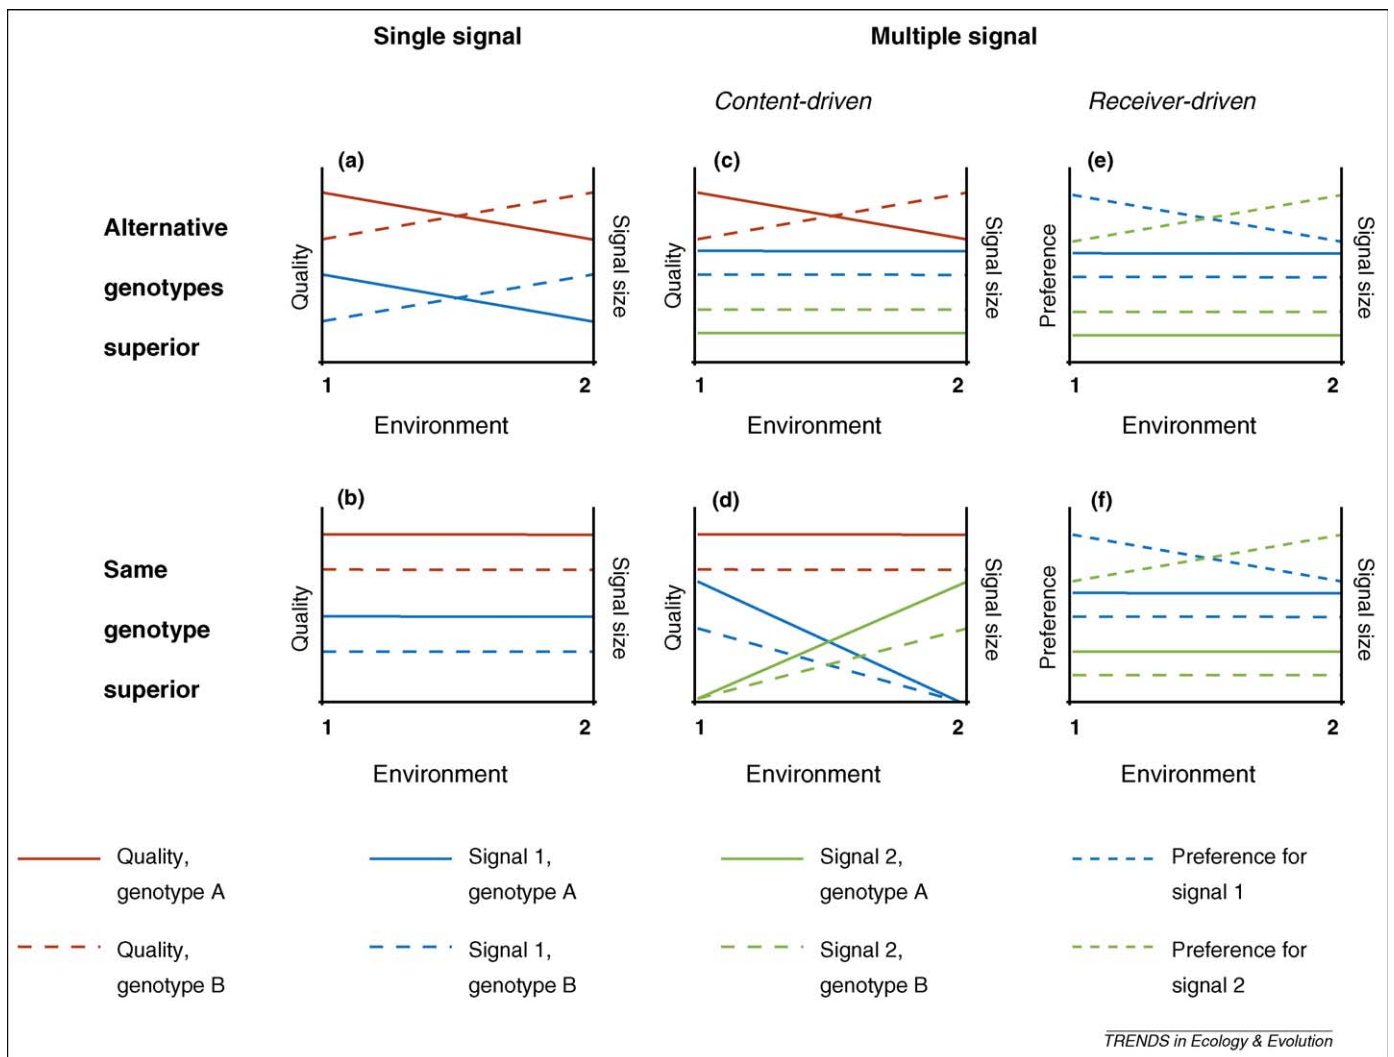 Single signal
Multiple signal
Content-driven
Receiver-driven
Alternative
genotypes
superior
(a)
Quality
Signal size
1
2
Environment
(c)
Quality
Signal size
1
2
Environment
(e)
Preference
Signal size
1
2
Environment
Same
genotype
superior
(b)
Quality
Signal size
1
2
Environment
(d)
Quality
Signal size
1
2
Environment
(f)
Preference
Signal size
1
2
Environment
Quality,
genotype A
Signal 1,
genotype A
Signal 2,
genotype A
Preference for
signal 1
Quality,
genotype B
Signal 1,
genotype B
Signal 2,
genotype B
Preference for
signal 2
TRENDS in Ecology & Evolution